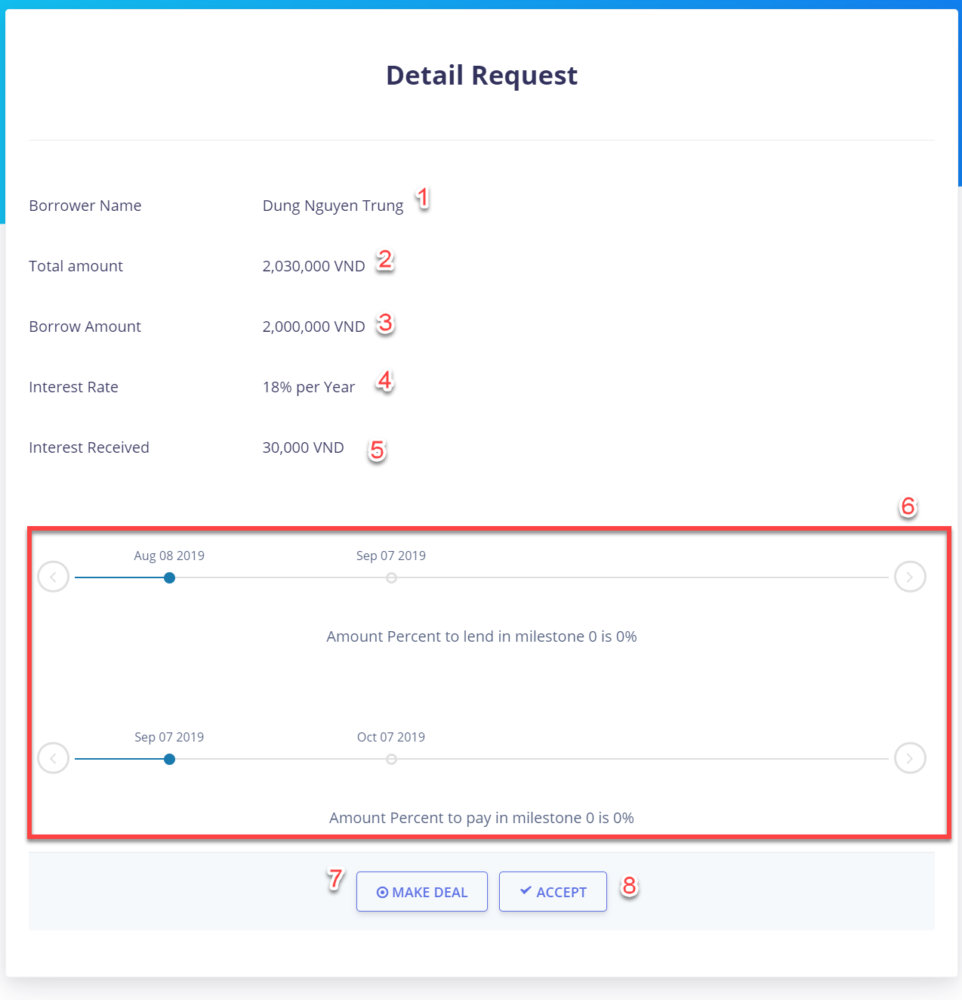 Detail Request
Borrower Name Dung Nguyen Trung 1
Total amount 2,030,000 VND 2
Borrow Amount 2,000,000 VND 3
Interest Rate 18% per Year 4
Interest Received 30,000 VND 5
6
Aug 08 2019 Sep 07 2019
Amount Percent to lend in milestone 0 is 0%
Sep 07 2019 Oct 07 2019
Amount Percent to pay in milestone 0 is 0%
7 MAKE DEAL ACCEPT 8